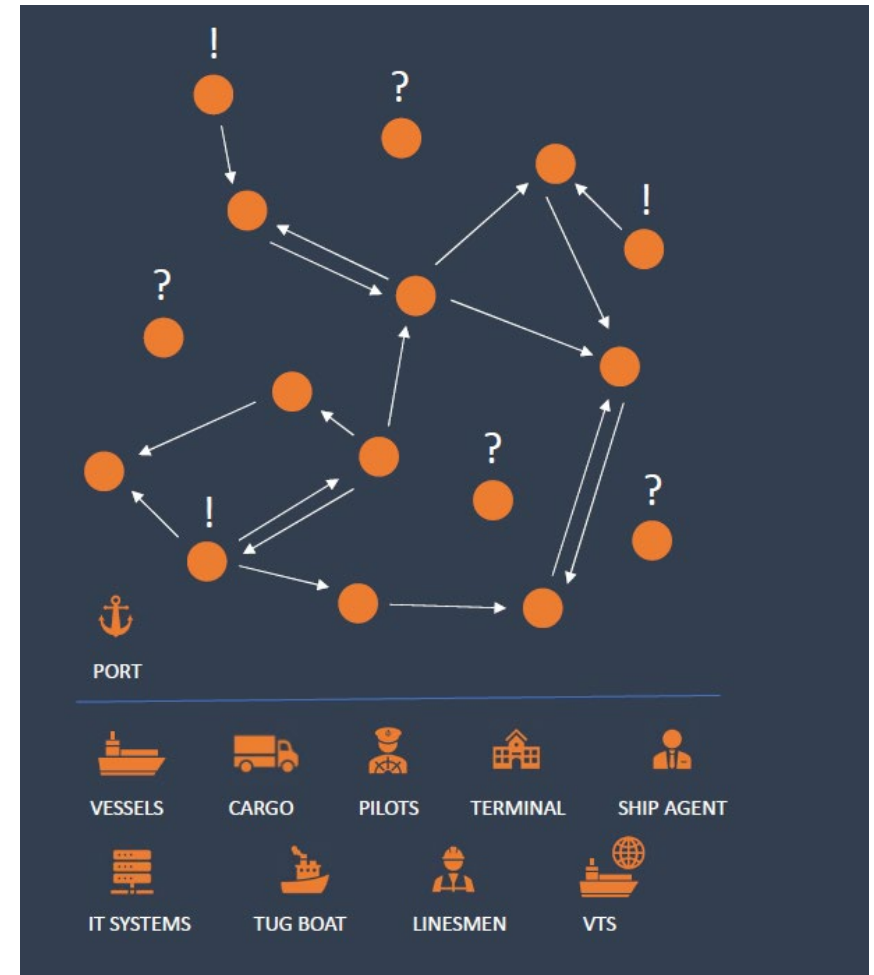 !
?
!
?
?
?
!
PORT
VESSELS CARGO PILOTS TERMINAL SHIP AGENT
IT SYSTEMS TUG BOAT LINESMEN VTS